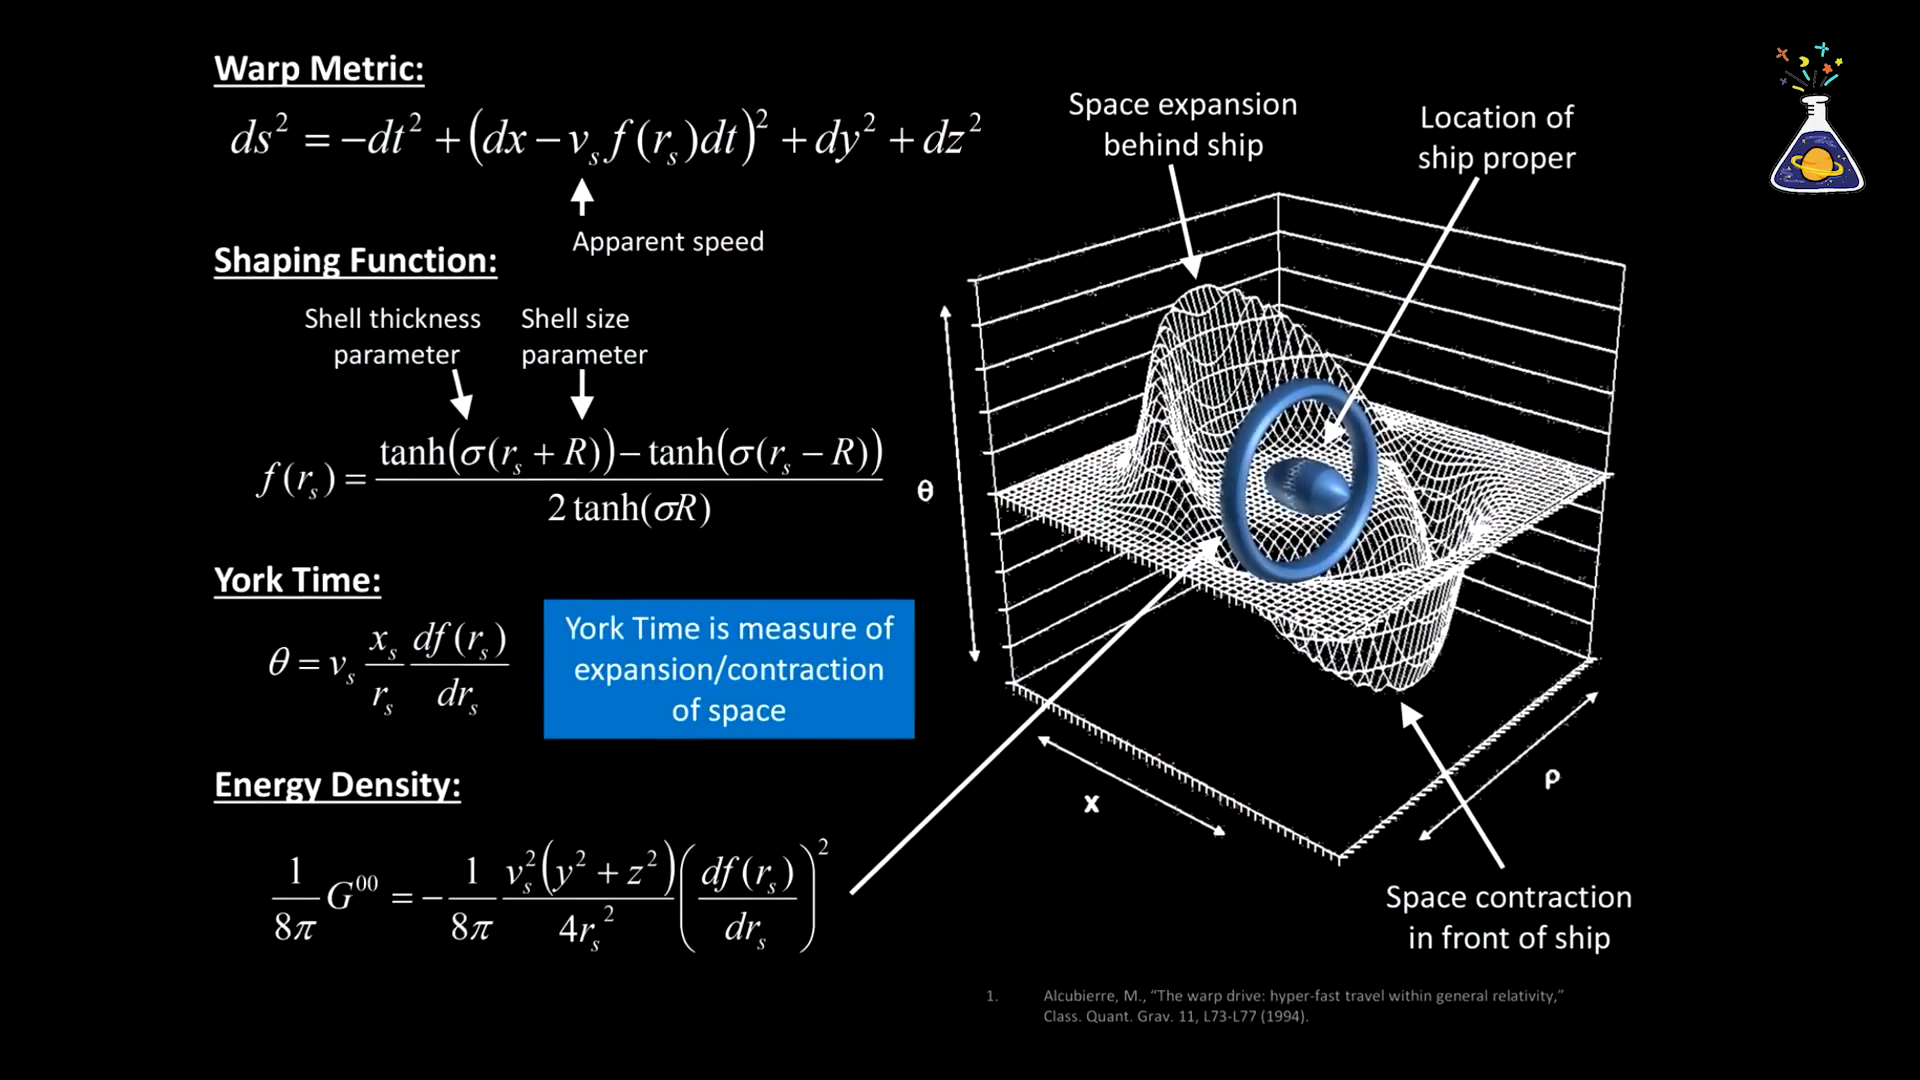 Warp Metric:
ds² = −dt² + (dx − vₛ f(rₛ)dt)² + dy² + dz²
Apparent speed
Shaping Function:
Shell thickness
parameter
Shell size
parameter
f(rₛ) = (tanh(σ(rₛ + R)) − tanh(σ(rₛ − R))) / (2 tanh(σR))
York Time:
θ = vₛ (xₛ / rₛ) (df(rₛ) / drₛ)
York Time is measure of
expansion/contraction
of space
Energy Density:
(1 / 8π) G⁰⁰ = − (1 / 8π) (vₛ²(y² + z²) / 4rₛ²) (df(rₛ) / drₛ)²
Space expansion
behind ship
Location of
ship proper
θ
x
ρ
Space contraction
in front of ship
1. Alcubierre, M., “The warp drive: hyper-fast travel within general relativity,”
Class. Quant. Grav. 11, L73-L77 (1994).